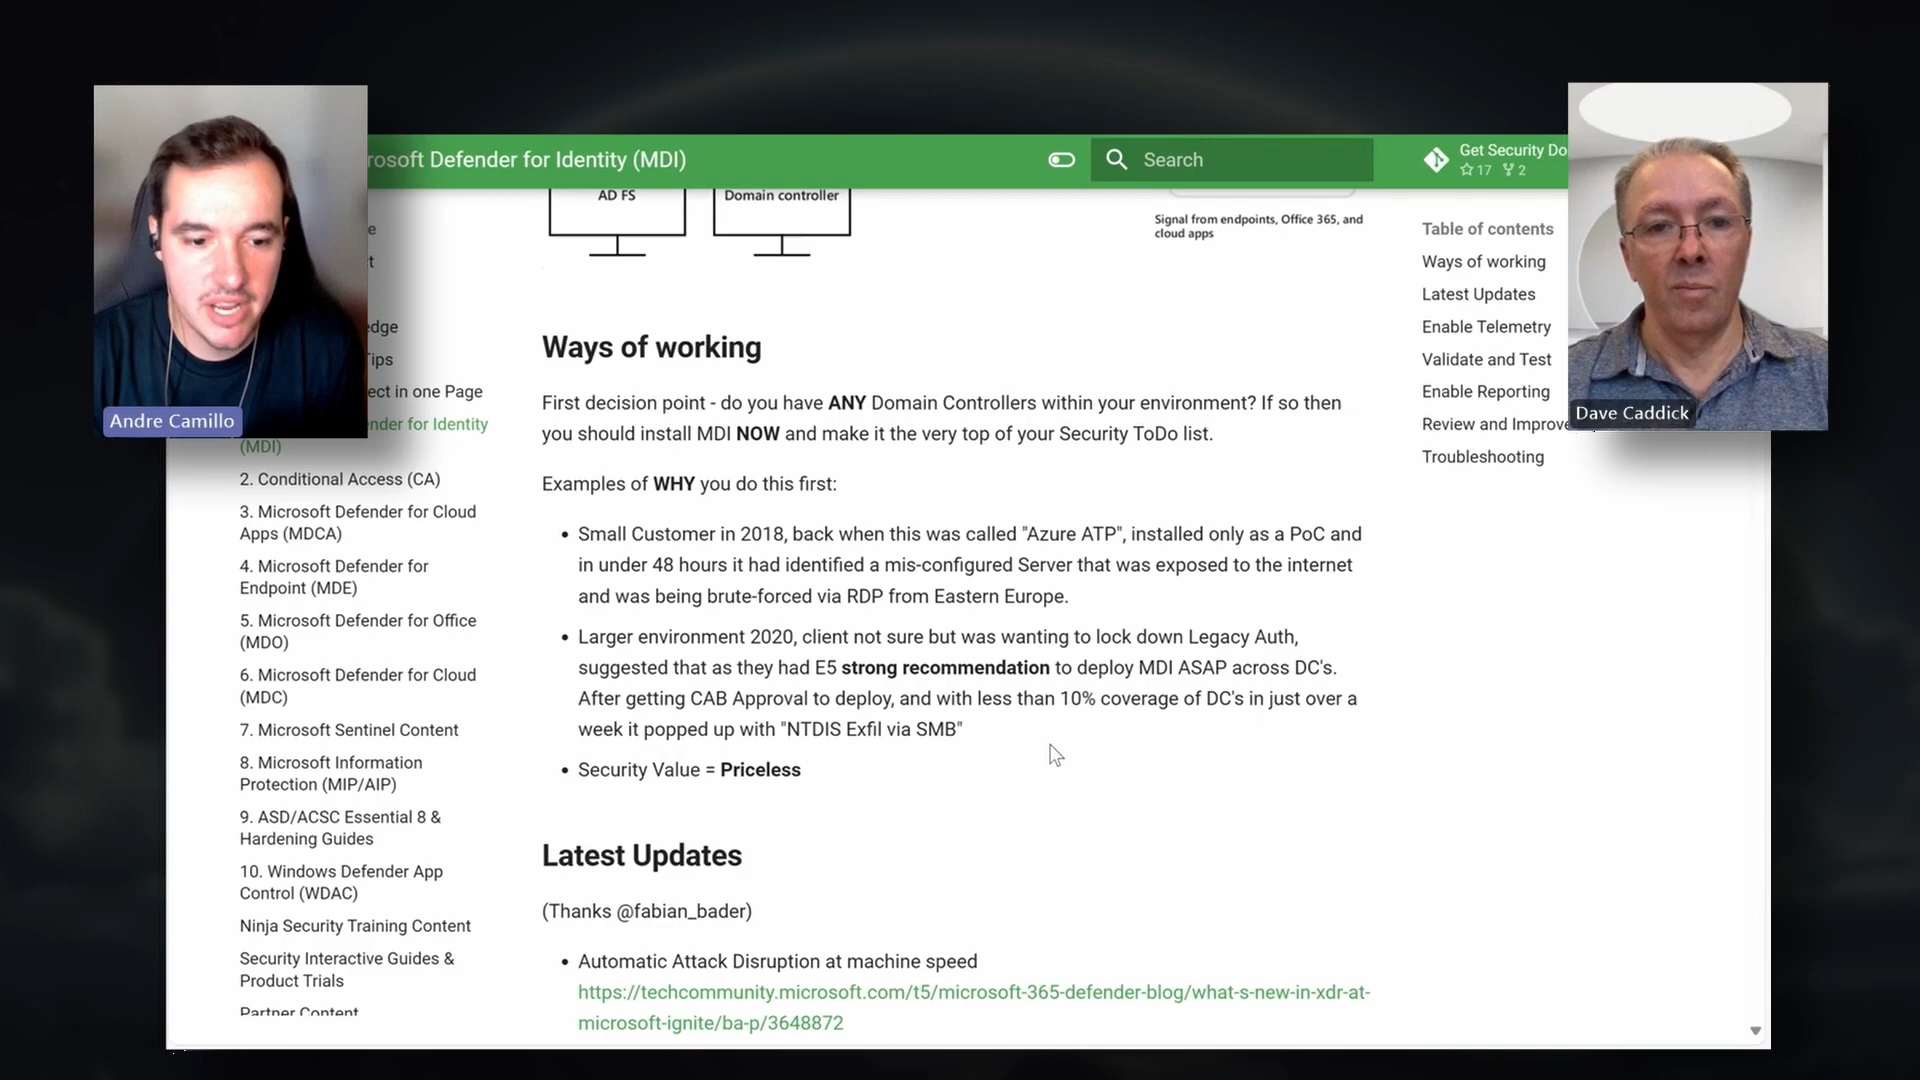 rosoft Defender for Identity (MDI)
Search
Get Security Do
17 2
AD FS
Domain controller
Signal from endpoints, Office 365, and
cloud apps
Andre Camillo
Dave Caddick
e
t
edge
Tips
ect in one Page
ender for Identity
(MDI)
2. Conditional Access (CA)
3. Microsoft Defender for Cloud
Apps (MDCA)
4. Microsoft Defender for
Endpoint (MDE)
5. Microsoft Defender for Office
(MDO)
6. Microsoft Defender for Cloud
(MDC)
7. Microsoft Sentinel Content
8. Microsoft Information
Protection (MIP/AIP)
9. ASD/ACSC Essential 8 &
Hardening Guides
10. Windows Defender App
Control (WDAC)
Ninja Security Training Content
Security Interactive Guides &
Product Trials
Partner Content
Ways of working
First decision point - do you have ANY Domain Controllers within your environment? If so then
you should install MDI NOW and make it the very top of your Security ToDo list.
Examples of WHY you do this first:
• Small Customer in 2018, back when this was called "Azure ATP", installed only as a PoC and
in under 48 hours it had identified a mis-configured Server that was exposed to the internet
and was being brute-forced via RDP from Eastern Europe.
• Larger environment 2020, client not sure but was wanting to lock down Legacy Auth,
suggested that as they had E5 strong recommendation to deploy MDI ASAP across DC's.
After getting CAB Approval to deploy, and with less than 10% coverage of DC's in just over a
week it popped up with "NTDIS Exfil via SMB"
• Security Value = Priceless
Latest Updates
(Thanks @fabian_bader)
• Automatic Attack Disruption at machine speed
https://techcommunity.microsoft.com/t5/microsoft-365-defender-blog/what-s-new-in-xdr-at-
microsoft-ignite/ba-p/3648872
Table of contents
Ways of working
Latest Updates
Enable Telemetry
Validate and Test
Enable Reporting
Review and Improve
Troubleshooting